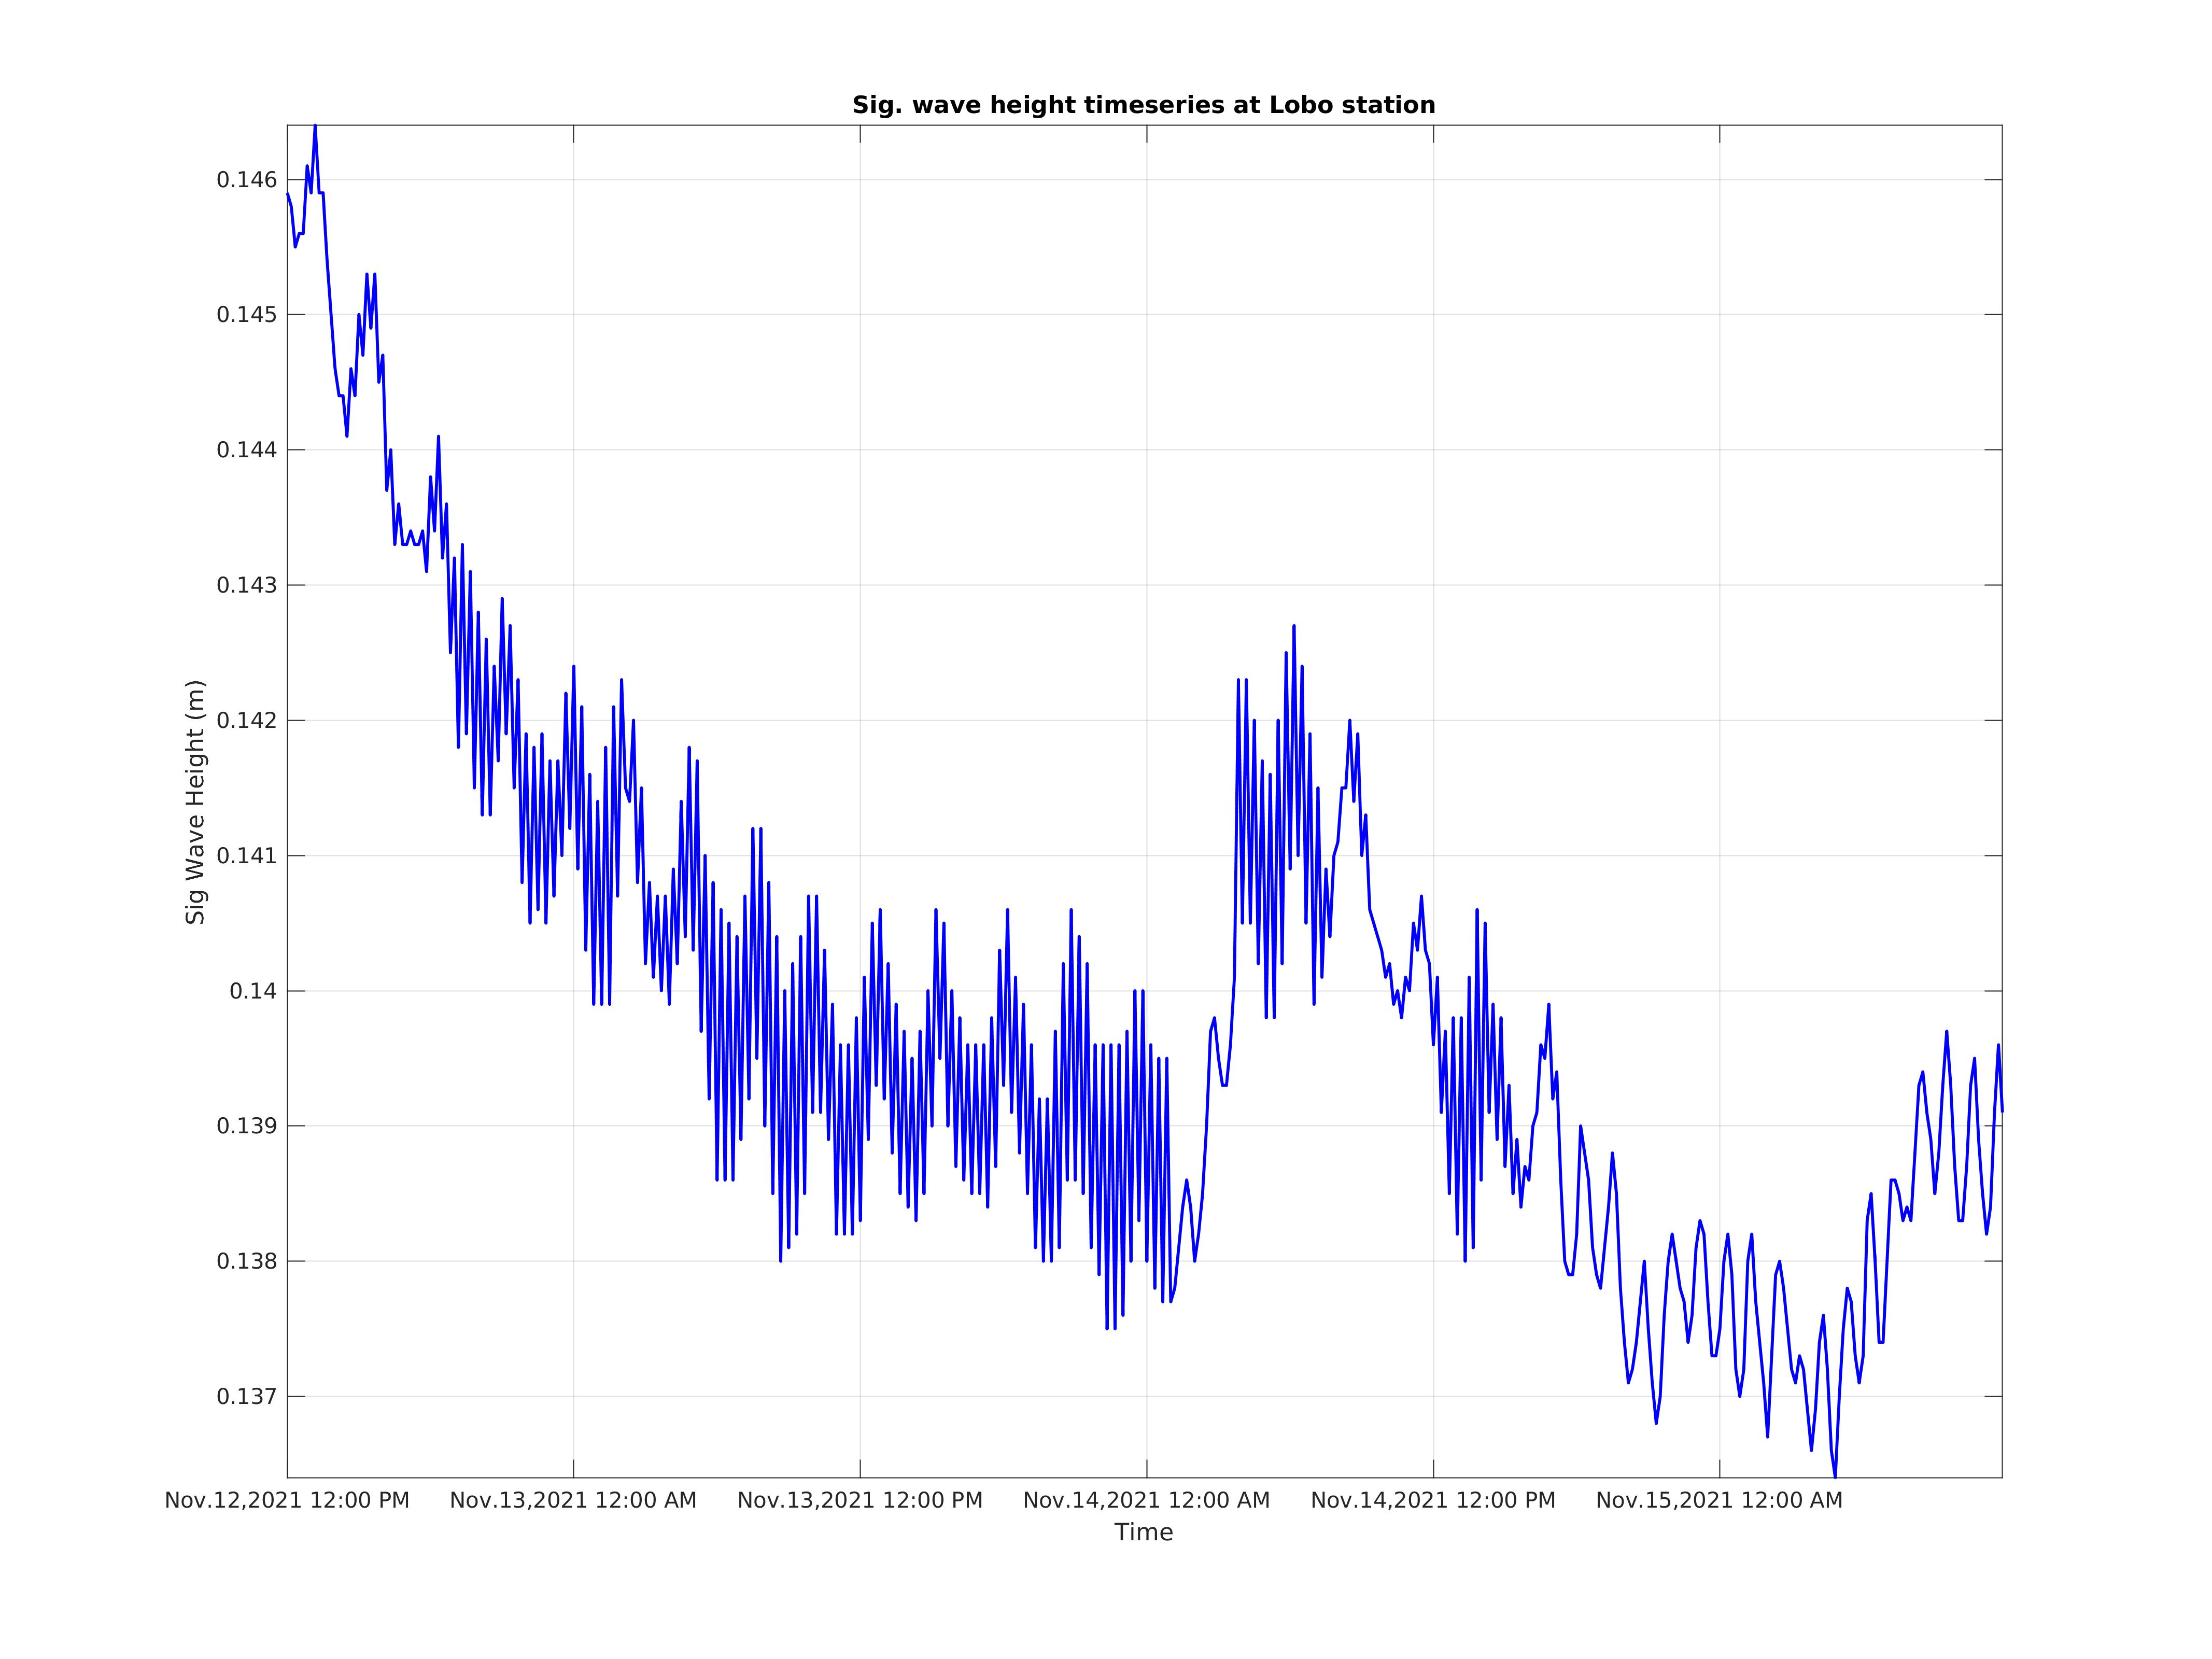 Sig. wave height timeseries at Lobo station
0.146
0.145
0.144
0.143
0.142
0.141
0.14
0.139
0.138
0.137
Sig Wave Height (m)
Nov.12,2021 12:00 PM
Nov.13,2021 12:00 AM
Nov.13,2021 12:00 PM
Nov.14,2021 12:00 AM
Nov.14,2021 12:00 PM
Nov.15,2021 12:00 AM
Time